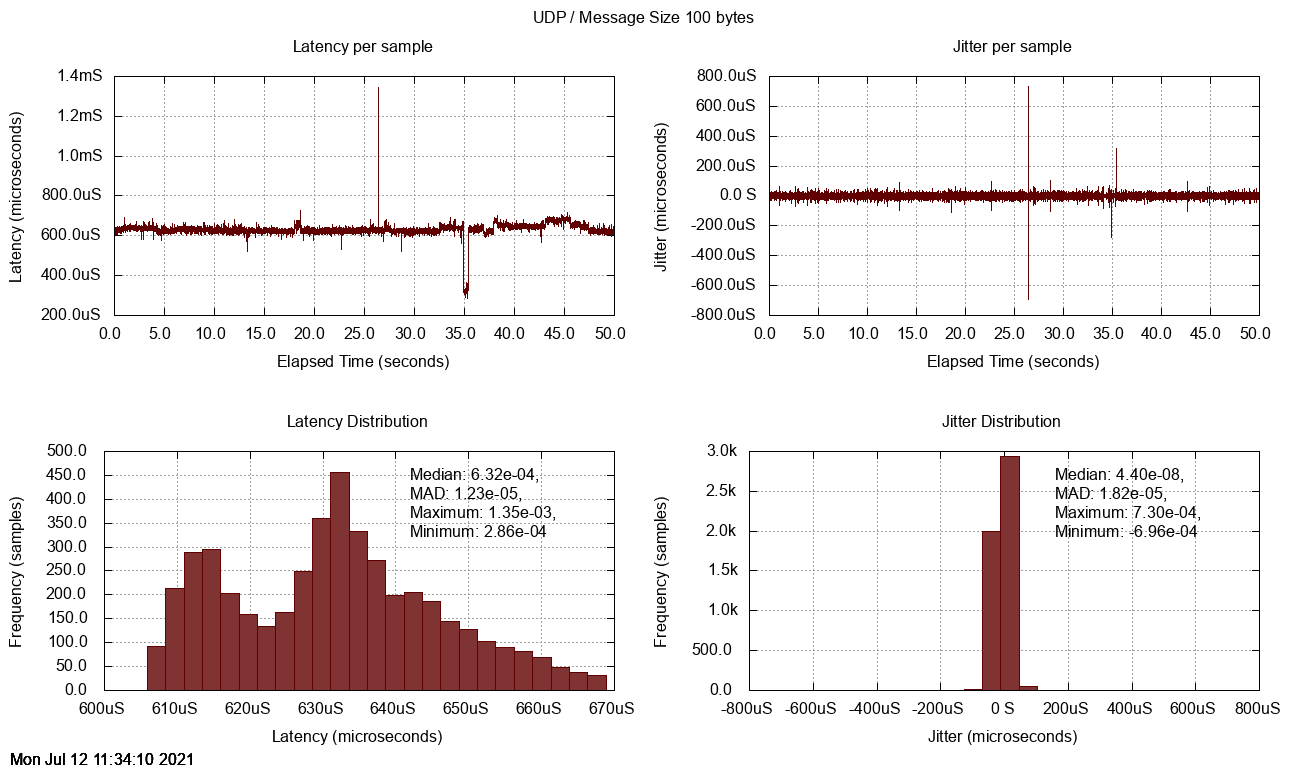 UDP / Message Size 100 bytes
Latency per sample
1.4mS
1.2mS
1.0mS
800.0uS
600.0uS
400.0uS
200.0uS
Latency (microseconds)
0.0 5.0 10.0 15.0 20.0 25.0 30.0 35.0 40.0 45.0 50.0
Elapsed Time (seconds)
Jitter per sample
800.0uS
600.0uS
400.0uS
200.0uS
0.0 S
-200.0uS
-400.0uS
-600.0uS
-800.0uS
Jitter (microseconds)
0.0 5.0 10.0 15.0 20.0 25.0 30.0 35.0 40.0 45.0 50.0
Elapsed Time (seconds)
Latency Distribution
500.0
450.0
400.0
350.0
300.0
250.0
200.0
150.0
100.0
50.0
0.0
Frequency (samples)
Median: 6.32e-04,
MAD: 1.23e-05,
Maximum: 1.35e-03,
Minimum: 2.86e-04
600uS 610uS 620uS 630uS 640uS 650uS 660uS 670uS
Latency (microseconds)
Jitter Distribution
3.0k
2.5k
2.0k
1.5k
1.0k
500.0
0.0
Frequency (samples)
Median: 4.40e-08,
MAD: 1.82e-05,
Maximum: 7.30e-04,
Minimum: -6.96e-04
-800uS -600uS -400uS -200uS 0 S 200uS 400uS 600uS 800uS
Jitter (microseconds)
Mon Jul 12 11:34:10 2021